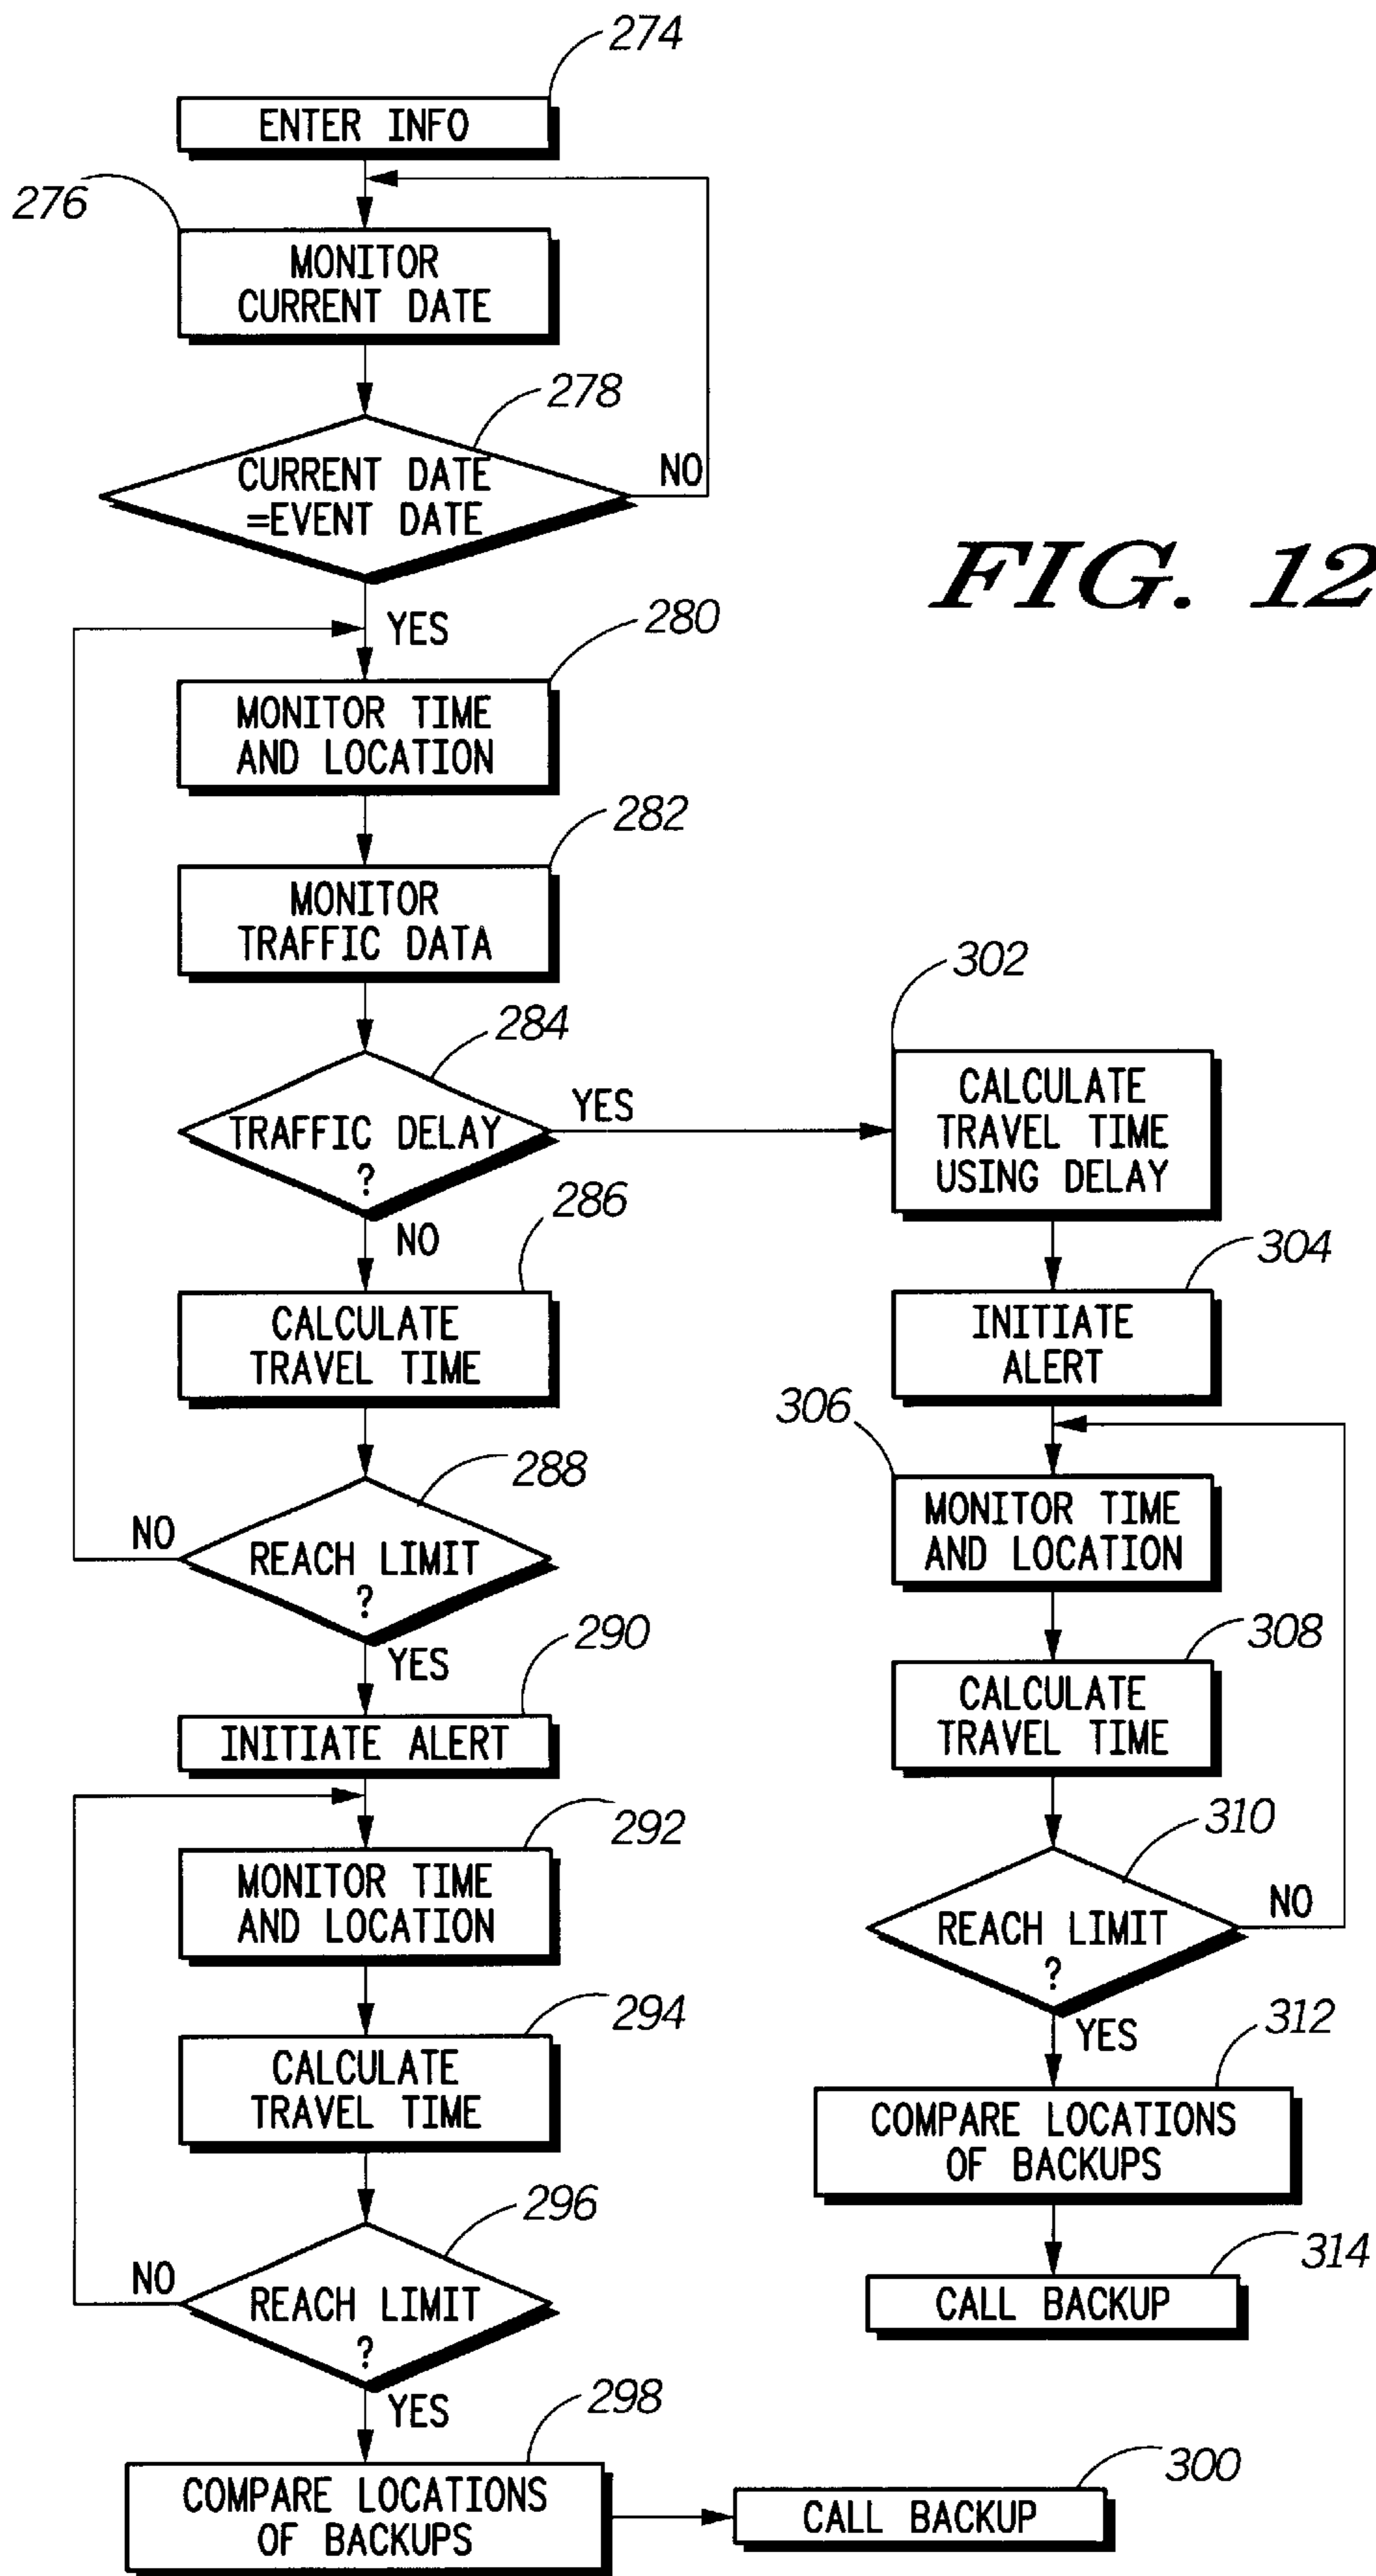 274
ENTER INFO
276
MONITOR
CURRENT DATE
278
CURRENT DATE
=EVENT DATE
NO
FIG. 12
YES
280
MONITOR TIME
AND LOCATION
282
MONITOR
TRAFFIC DATA
284
TRAFFIC DELAY
?
YES
NO
286
CALCULATE
TRAVEL TIME
288
REACH LIMIT
?
NO
YES
290
INITIATE ALERT
292
MONITOR TIME
AND LOCATION
294
CALCULATE
TRAVEL TIME
296
REACH LIMIT
?
NO
YES
298
COMPARE LOCATIONS
OF BACKUPS
300
CALL BACKUP
302
CALCULATE
TRAVEL TIME
USING DELAY
304
INITIATE
ALERT
306
MONITOR TIME
AND LOCATION
308
CALCULATE
TRAVEL TIME
310
REACH LIMIT
?
NO
YES
312
COMPARE LOCATIONS
OF BACKUPS
314
CALL BACKUP